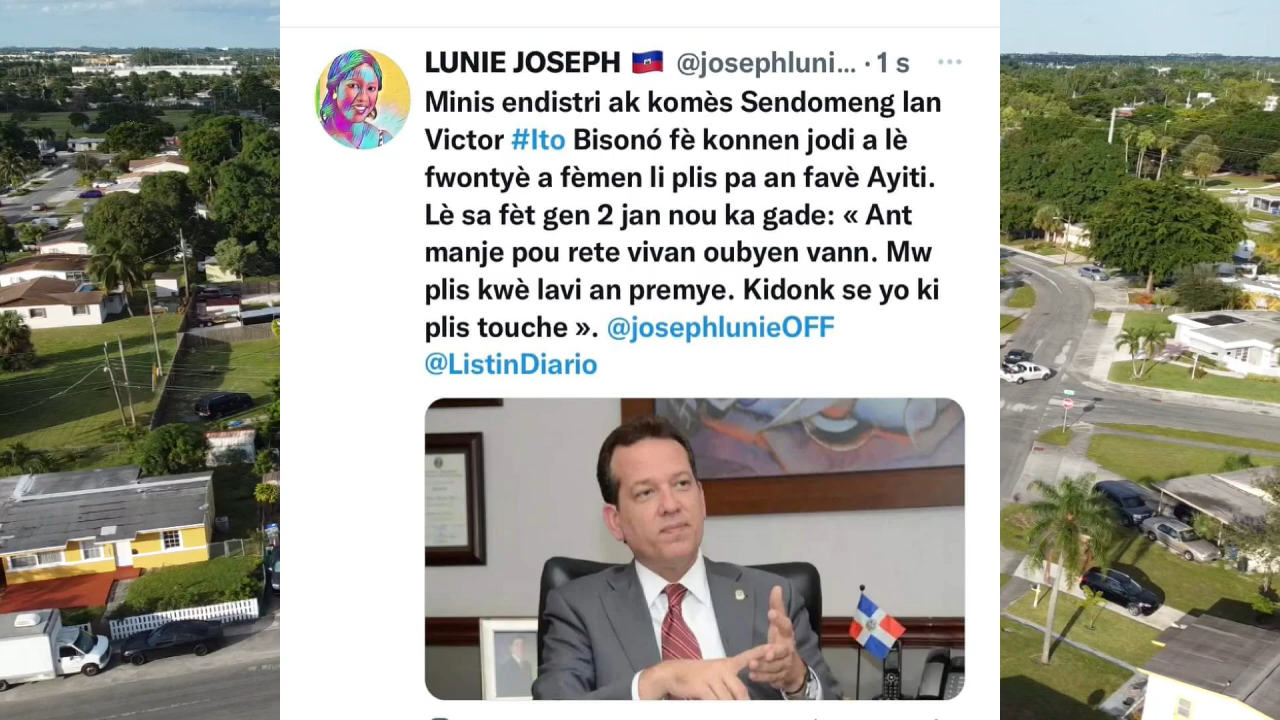 LUNIE JOSEPH 🇭🇹 @josephluni... · 1 s
Minis endistri ak komès Sendomeng lan
Victor #Ito Bisonó fè konnen jodi a lè
fwontyè a fèmen li plis pa an favè Ayiti.
Lè sa fèt gen 2 jan nou ka gade: « Ant
manje pou rete vivan oubyen vann. Mw
plis kwè lavi an premye. Kidonk se yo ki
plis touche ». @josephlunieOFF
@ListinDiario